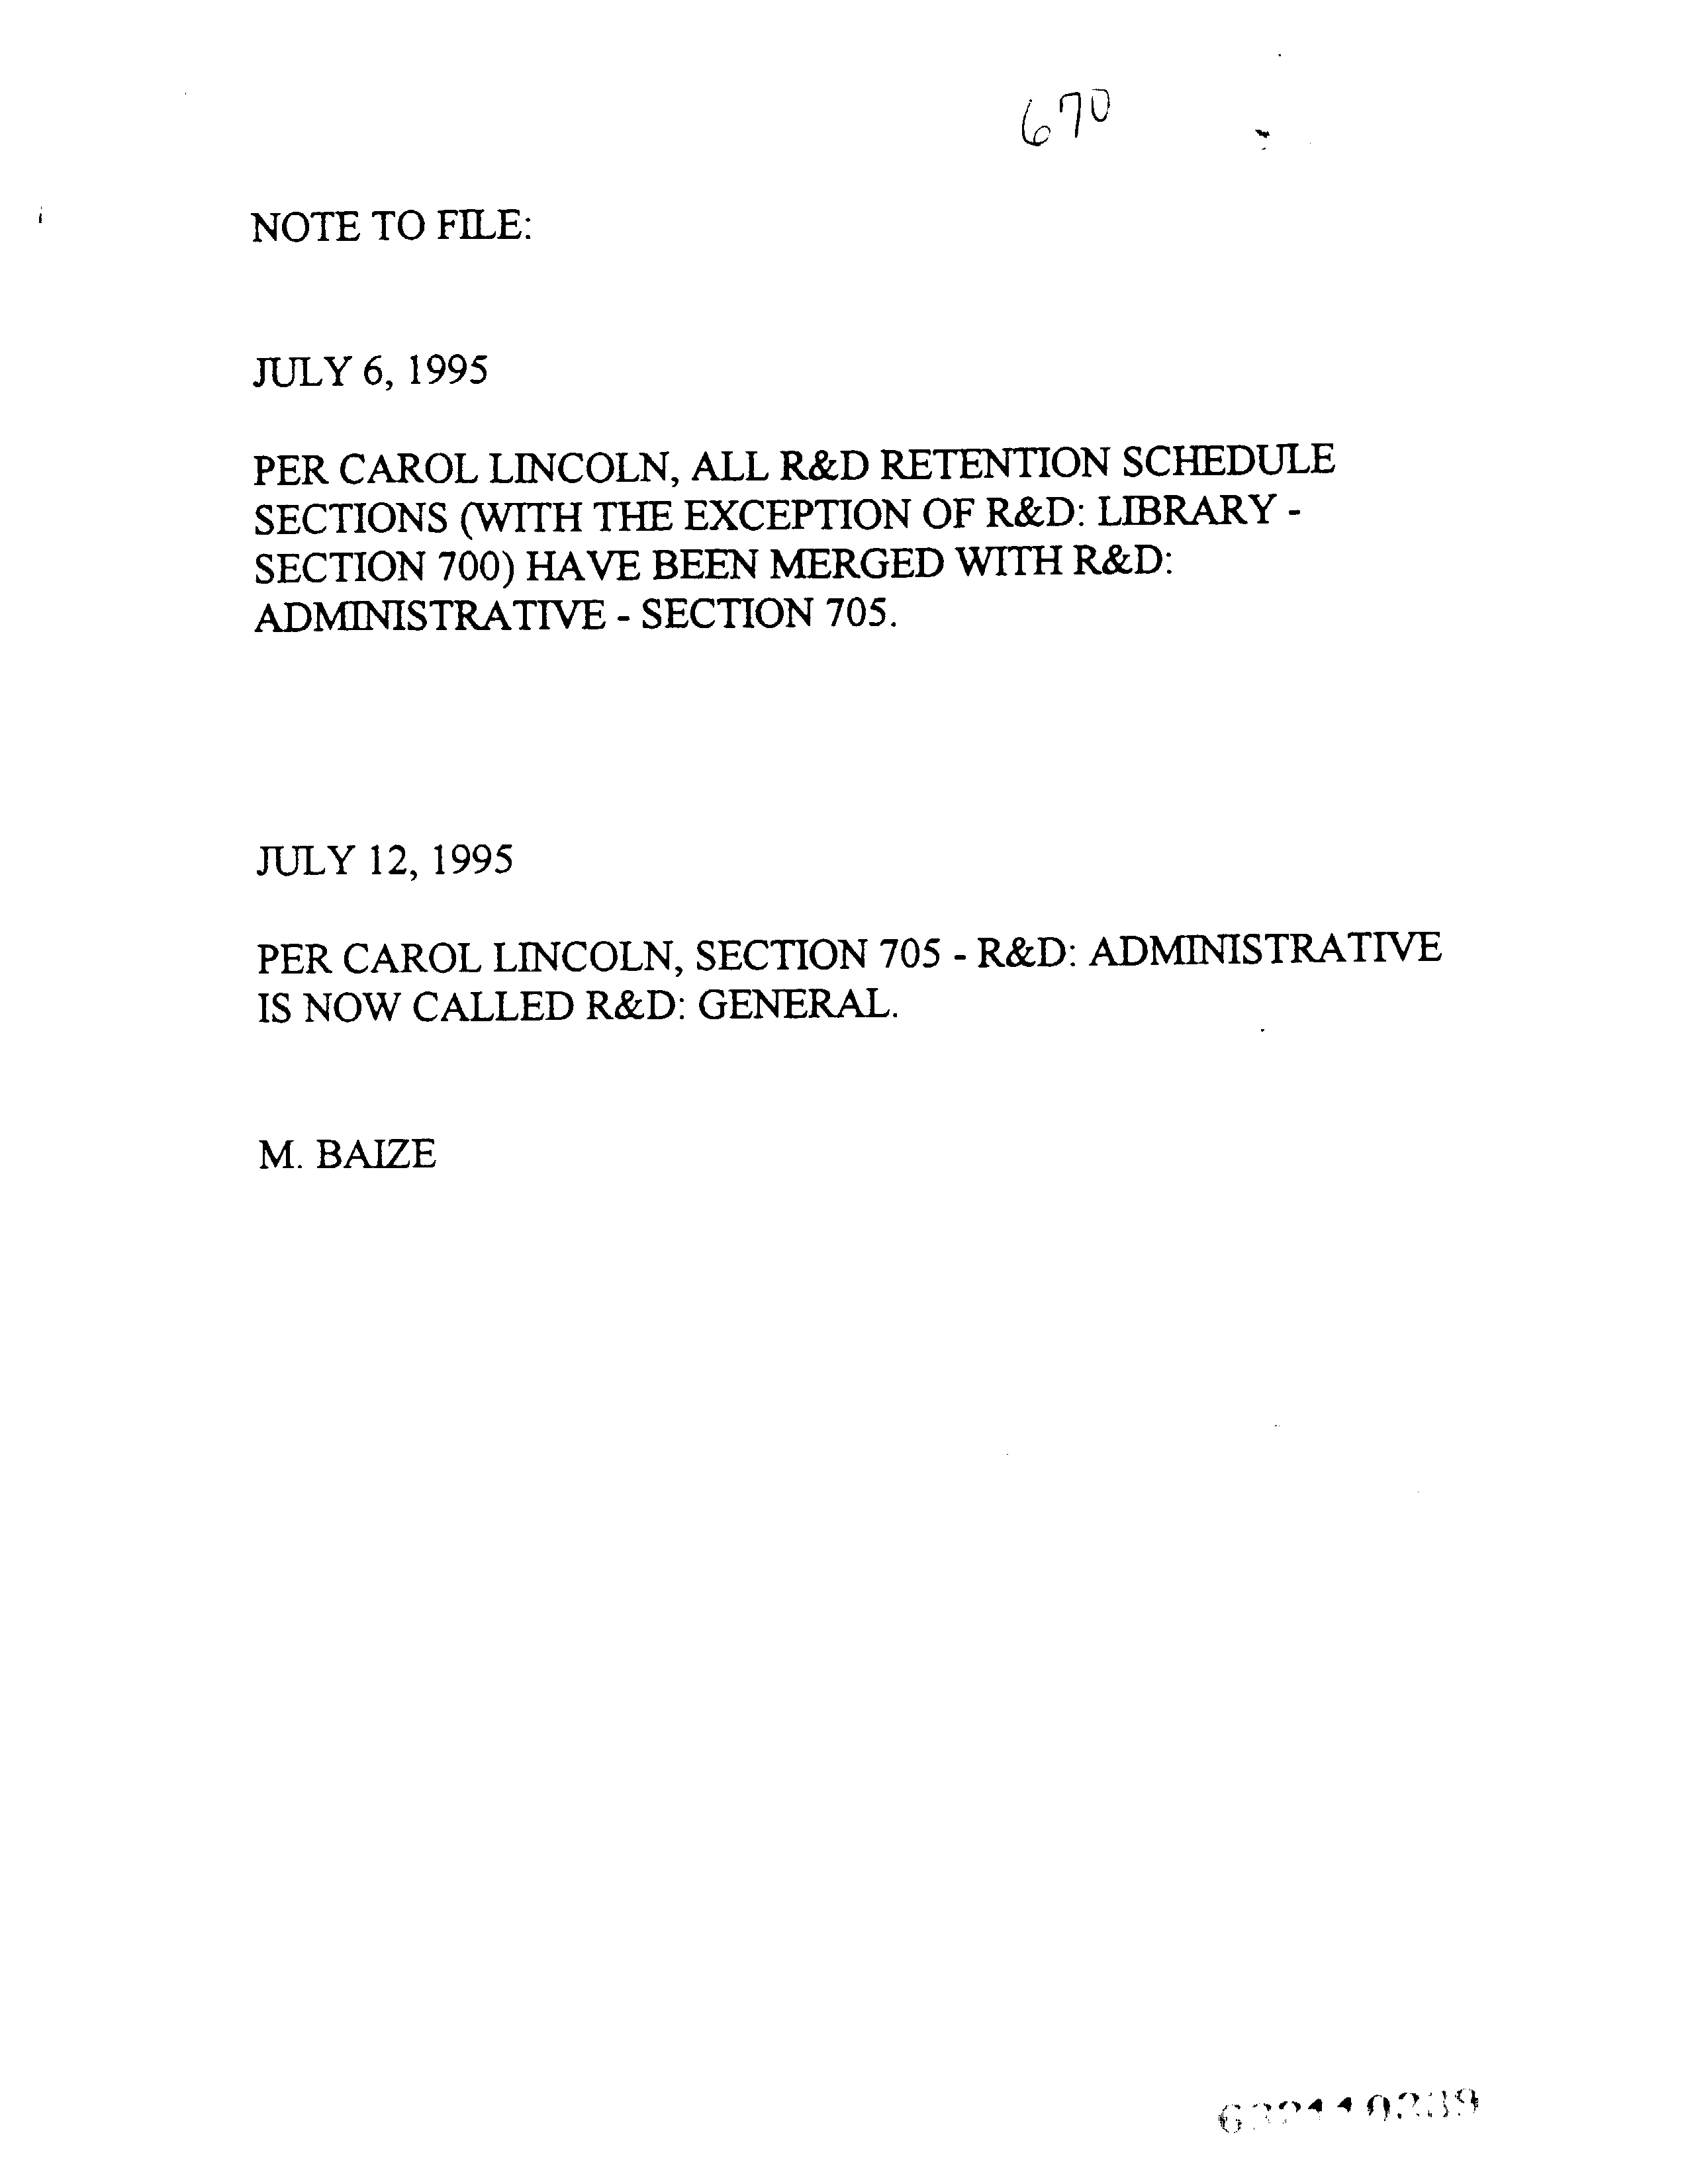 670
NOTE TO FILE:
JULY 6, 1995
PER CAROL LINCOLN, ALL R&D RETENTION SCHEDULE
SECTIONS (WITH THE EXCEPTION OF R&D: LIBRARY -
SECTION 700) HAVE BEEN MERGED WITH R&D:
ADMINISTRATIVE - SECTION 705.
JULY 12, 1995
PER CAROL LINCOLN, SECTION 705 - R&D: ADMINISTRATIVE
IS NOW CALLED R&D: GENERAL.
M. BAIZE